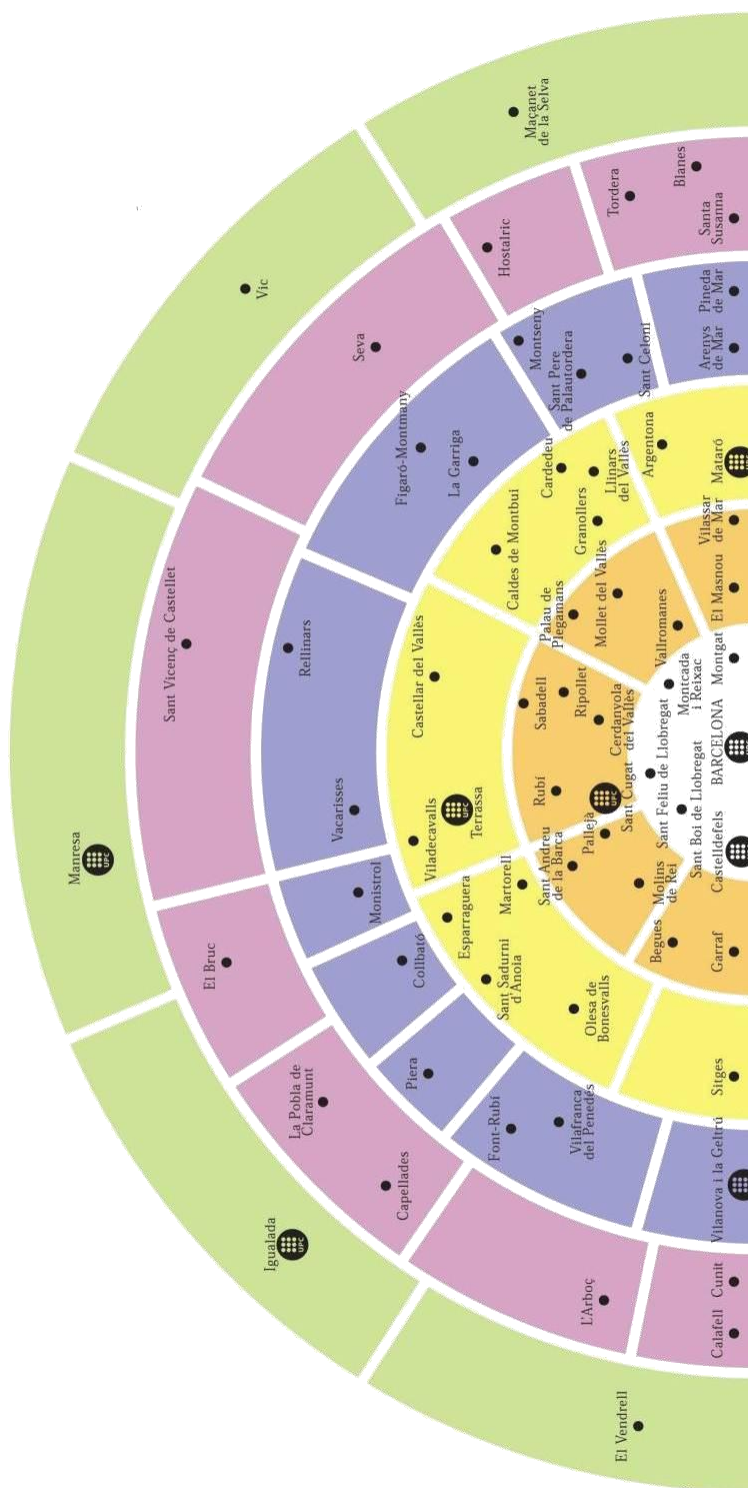 Manresa
UPC
Vic
Igualada
UPC
Maçanet
de la Selva
El Vendrell
Sant Vicenç de Castellet
El Bruc
Seva
La Pobla de
Claramunt
Capellades
Hostalric
L'Arboç
Tordera
Blanes
Santa
Susanna
Calafell
Cunit
Rellinars
Vacarisses
Monistrol
Collbató
Piera
Font-Rubí
Vilafranca
del Penedés
Vilanova i la Geltrú
Figaró-Montmany
La Garriga
Montseny
Sant Pere
de Palautordera
Sant Celoni
Pineda
de Mar
Arenys
de Mar
Castellar del Vallès
Viladecavalls
UPC
Terrassa
Esparraguera
Martorell
Sant Sadurni
d'Anoia
Olesa de
Bonesvalls
Sitges
Caldes de Montbui
Cardedeu
Granollers
Llinars
del Vallès
Argentona
Mataró
Sabadell
Rubí
Ripollet
Cerdanyola
del Vallès
UPC
Sant Cugat
Sant Andreu
de la Barca
Pallejà
Molins
de Rei
Begues
Garraf
Palau de
Plegamans
Mollet del Vallès
Vallromanes
Vilassar
de Mar
El Masnou
Montgat
Montcada
i Reixac
Sant Feliu de Llobregat
Sant Boi de Llobregat
BARCELONA
Castelldefels